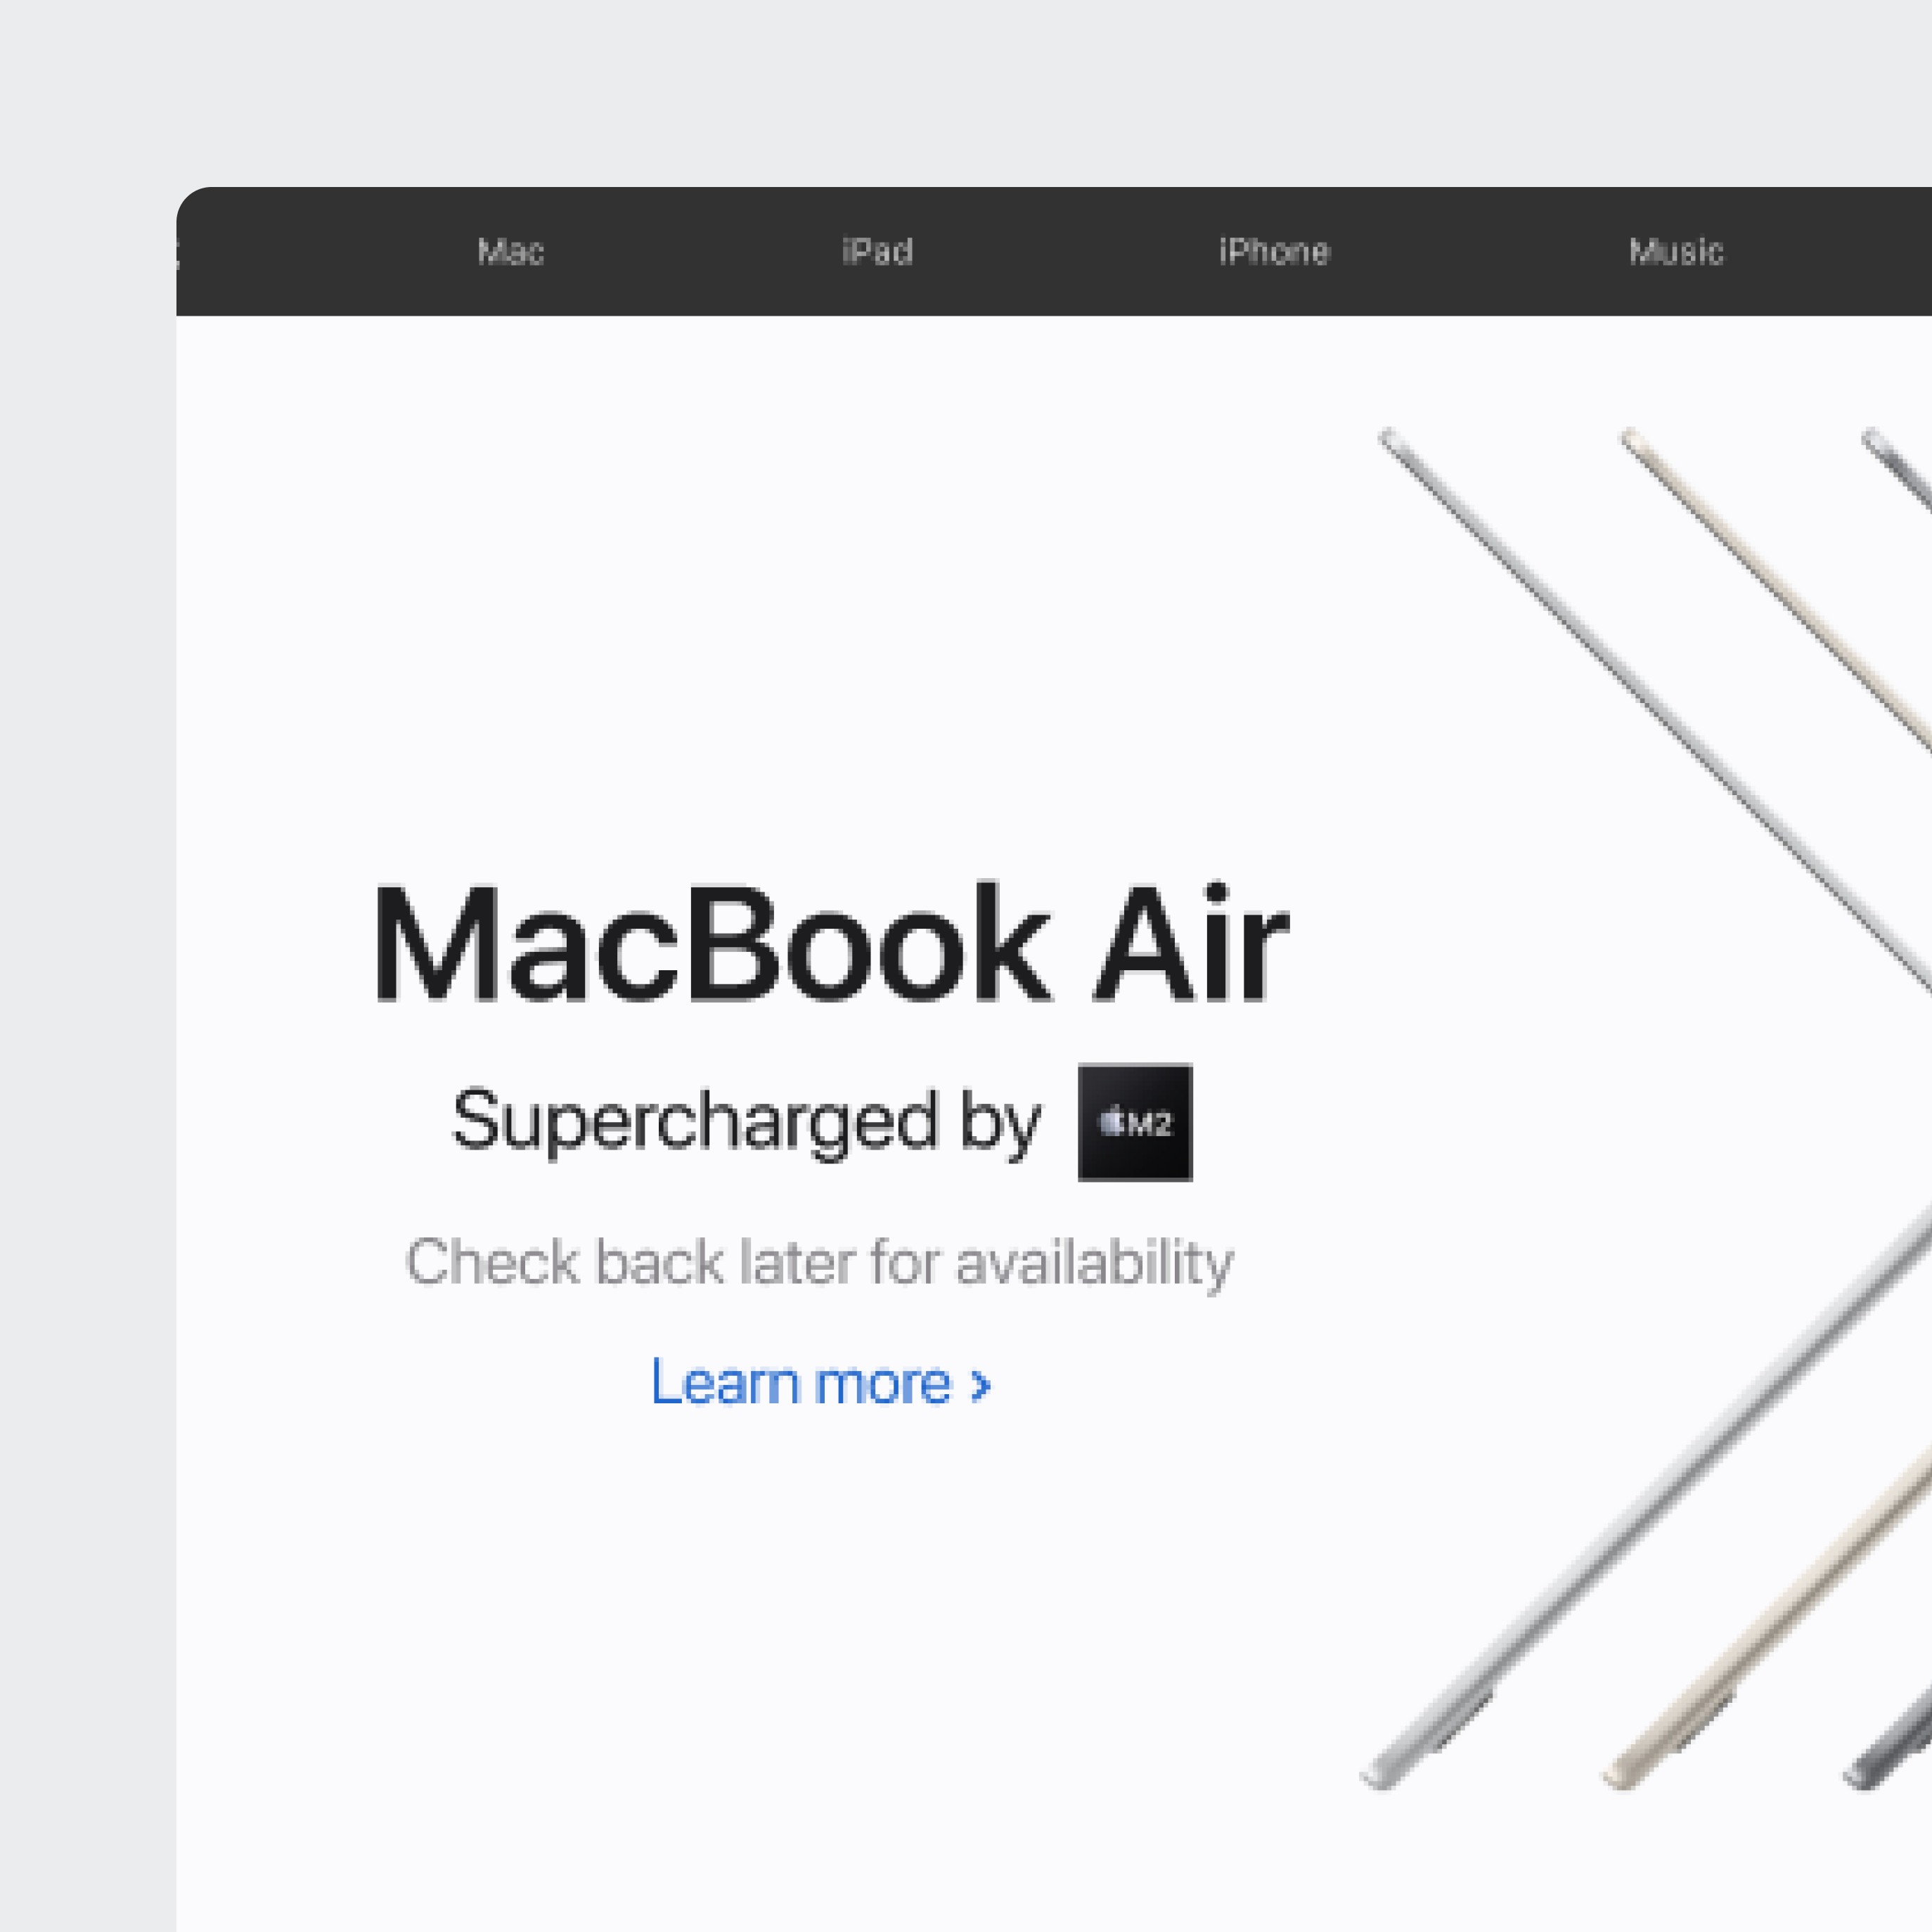 Mac iPad iPhone Music
MacBook Air
Supercharged by M2
Check back later for availability
Learn more ›